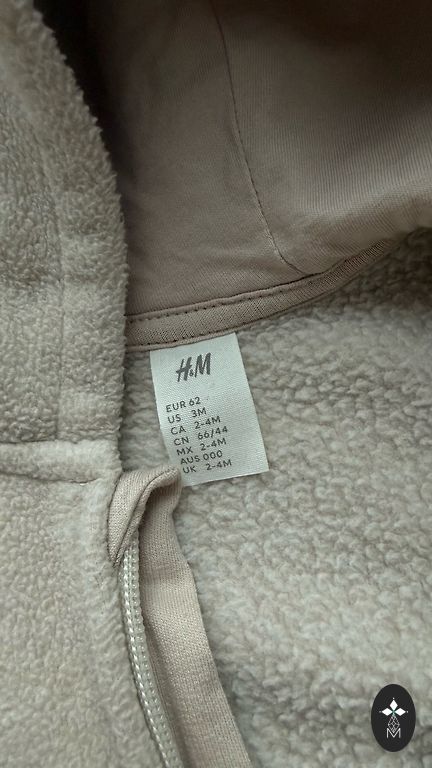 H&M
EUR 62
US 3M
CA 2-4M
CN 66/44
MX 2-4M
AUS 000
UK 2-4M
M